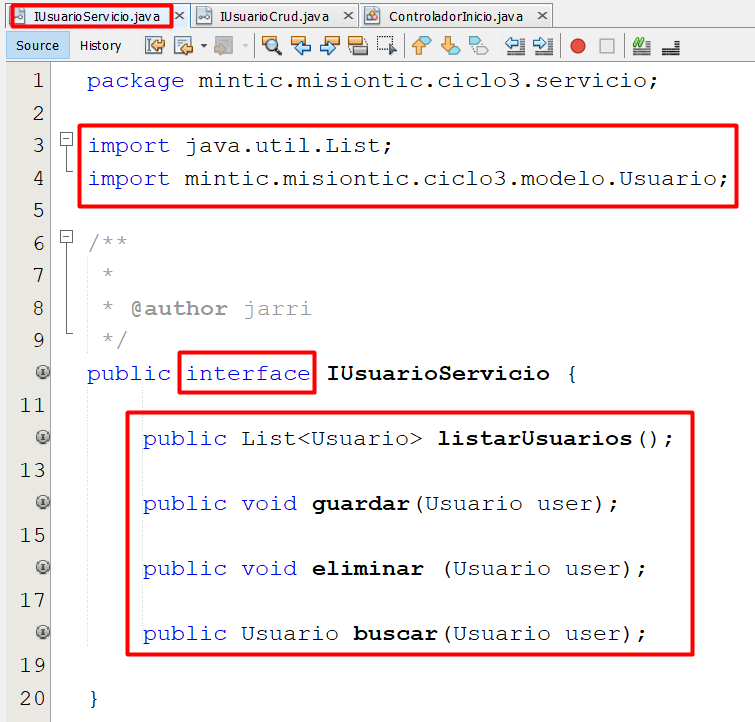 IUsuarioServicio.java IUsuarioCrud.java ControladorInicio.java
Source History
1 package mintic.misiontic.ciclo3.servicio;
2
3 import java.util.List;
4 import mintic.misiontic.ciclo3.modelo.Usuario;
5
6 /**
7 *
8 * @author jarri
9 */
public interface IUsuarioServicio {
11
public List<Usuario> listarUsuarios();
13
public void guardar(Usuario user);
15
public void eliminar (Usuario user);
17
public Usuario buscar(Usuario user);
19
20 }